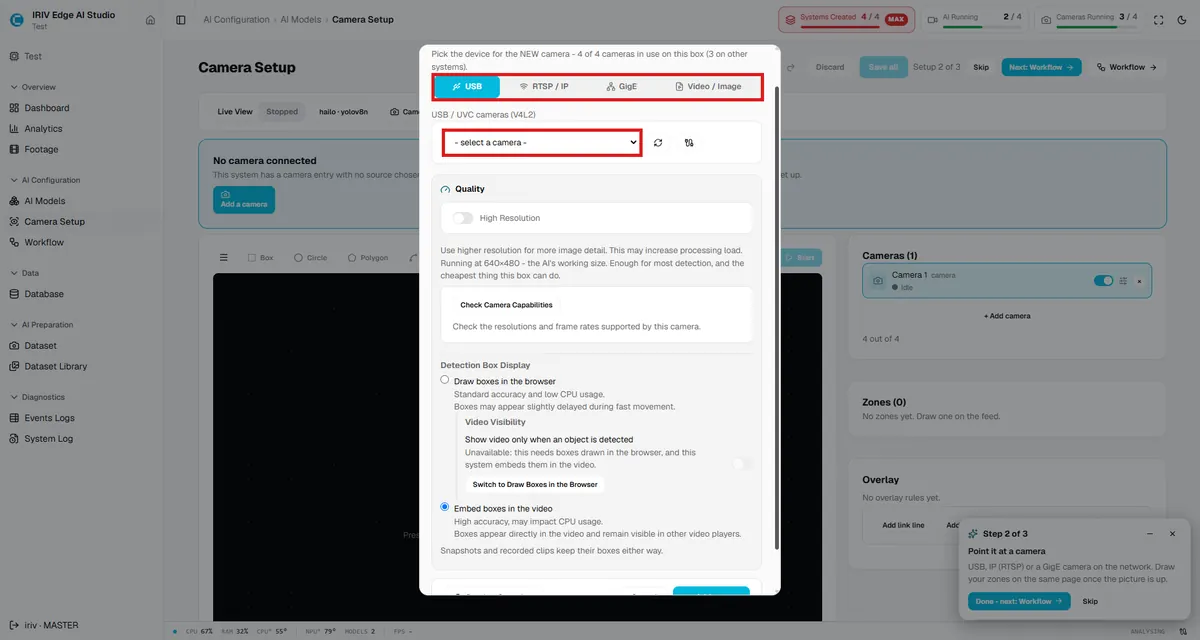 IRIV Edge AI Studio
Test
AI Configuration › AI Models › Camera Setup
Systems Created 4 / 4 MAX
AI Running 2 / 4
Cameras Running 3 / 4
Test
Overview
Dashboard
Analytics
Footage
AI Configuration
AI Models
Camera Setup
Workflow
Data
Database
AI Preparation
Dataset
Dataset Library
Diagnostics
Events Logs
System Log
iriv · MASTER
Camera Setup
Discard
Save all
Setup 2 of 3
Skip
Next: Workflow →
Workflow →
Live View
Stopped
hailo · yolov8n
No camera connected
This system has a camera entry with no source chosen
et up.
Add a camera
Box
Circle
Polygon
Start
Pick the device for the NEW camera - 4 of 4 cameras in use on this box (3 on other
systems).
USB
RTSP / IP
GigE
Video / Image
USB / UVC cameras (V4L2)
- select a camera -
Quality
High Resolution
Use higher resolution for more image detail. This may increase processing load.
Running at 640×480 - the AI's working size. Enough for most detection, and the
cheapest thing this box can do.
Check Camera Capabilities
Check the resolutions and frame rates supported by this camera.
Detection Box Display
Draw boxes in the browser
Standard accuracy and low CPU usage.
Boxes may appear slightly delayed during fast movement.
Video Visibility
Show video only when an object is detected
Unavailable: this needs boxes drawn in the browser, and this
system embeds them in the video.
Switch to Draw Boxes in the Browser
Embed boxes in the video
High accuracy, may impact CPU usage.
Boxes appear directly in the video and remain visible in other video players.
Snapshots and recorded clips keep their boxes either way.
Cameras (1)
Camera 1 camera
Idle
+ Add camera
4 out of 4
Zones (0)
No zones yet. Draw one on the feed.
Overlay
No overlay rules yet.
Add link line
Step 2 of 3
Point it at a camera
USB, IP (RTSP) or a GigE camera on the network. Draw
your zones on the same page once the picture is up.
Done - next: Workflow →
Skip
CPU 67% RAM 32% CPU° 55° NPU° 79° MODELS 2 FPS -
ANALYSING